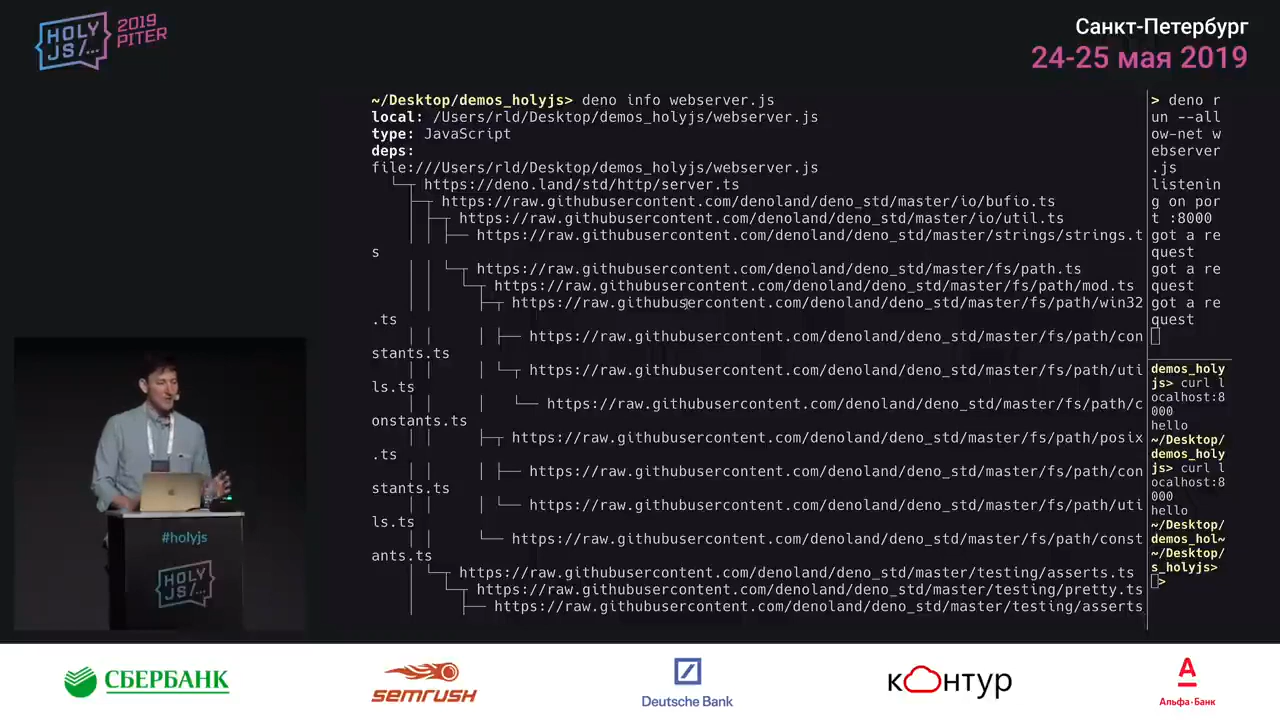 HOLY
JS/...
2019
PITER
Санкт-Петербург
24-25 мая 2019
~/Desktop/demos_holyjs> deno info webserver.js
local: /Users/rld/Desktop/demos_holyjs/webserver.js
type: JavaScript
deps:
file:///Users/rld/Desktop/demos_holyjs/webserver.js
https://deno.land/std/http/server.ts
https://raw.githubusercontent.com/denoland/deno_std/master/io/bufio.ts
https://raw.githubusercontent.com/denoland/deno_std/master/io/util.ts
https://raw.githubusercontent.com/denoland/deno_std/master/strings/strings.t
s
https://raw.githubusercontent.com/denoland/deno_std/master/fs/path.ts
https://raw.githubusercontent.com/denoland/deno_std/master/fs/path/mod.ts
https://raw.githubusercontent.com/denoland/deno_std/master/fs/path/win32
.ts
https://raw.githubusercontent.com/denoland/deno_std/master/fs/path/con
stants.ts
https://raw.githubusercontent.com/denoland/deno_std/master/fs/path/uti
ls.ts
https://raw.githubusercontent.com/denoland/deno_std/master/fs/path/c
onstants.ts
https://raw.githubusercontent.com/denoland/deno_std/master/fs/path/posix
.ts
https://raw.githubusercontent.com/denoland/deno_std/master/fs/path/con
stants.ts
https://raw.githubusercontent.com/denoland/deno_std/master/fs/path/uti
ls.ts
https://raw.githubusercontent.com/denoland/deno_std/master/fs/path/const
ants.ts
https://raw.githubusercontent.com/denoland/deno_std/master/testing/asserts.ts
https://raw.githubusercontent.com/denoland/deno_std/master/testing/pretty.ts
https://raw.githubusercontent.com/denoland/deno_std/master/testing/asserts
> deno r
un --all
ow-net w
ebserver
.js
listenin
g on por
t :8000
got a re
quest
got a re
quest
got a re
quest
demos_holy
js> curl l
ocalhost:8
000
hello
~/Desktop/
demos_holy
js> curl l
ocalhost:8
000
hello
~/Desktop/
demos_hol~
~/Desktop/
s_holyjs>
>
#holyjs
HOLY
JS/...
СБЕРБАНК
semrush
Deutsche Bank
контур
А
Альфа·Банк